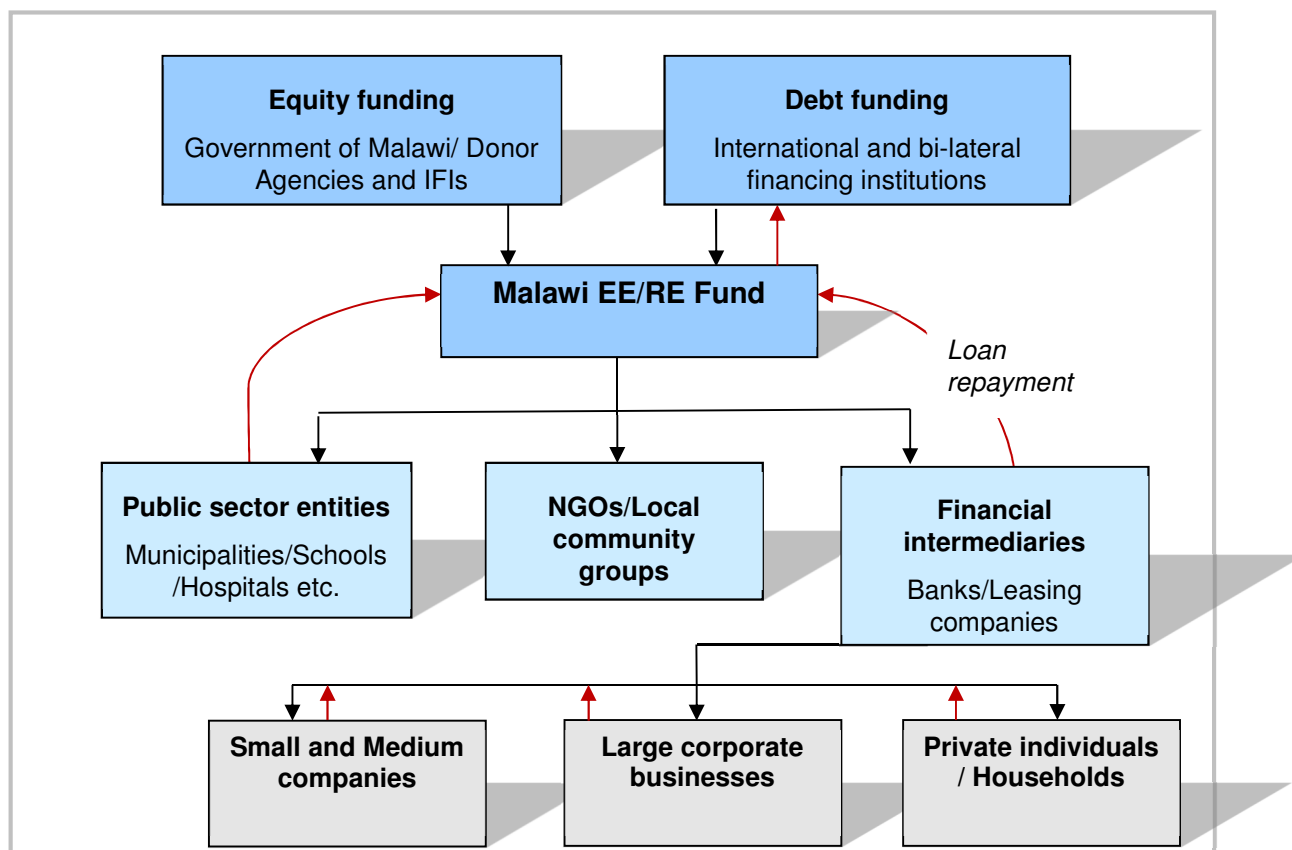 Equity funding
Government of Malawi/ Donor
Agencies and IFIs
Debt funding
International and bi-lateral
financing institutions
Malawi EE/RE Fund
Loan
repayment
Public sector entities
Municipalities/Schools
/Hospitals etc.
NGOs/Local
community
groups
Financial
intermediaries
Banks/Leasing
companies
Small and Medium
companies
Large corporate
businesses
Private individuals
/ Households